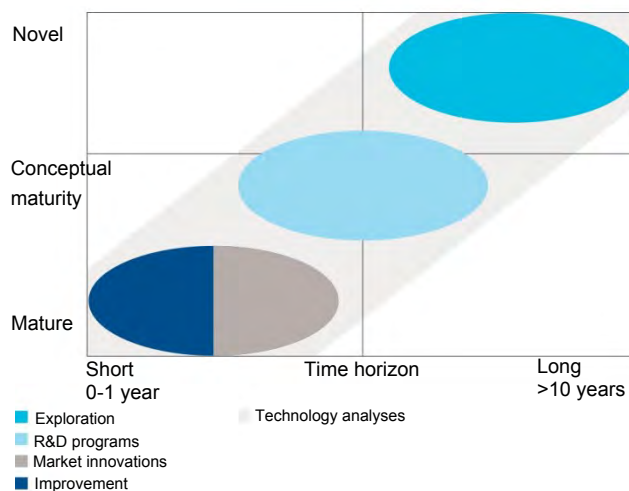 Novel
Conceptual
maturity
Mature
Short
0-1 year
Time horizon
Long
>10 years
Exploration
R&D programs
Market innovations
Improvement
Technology analyses